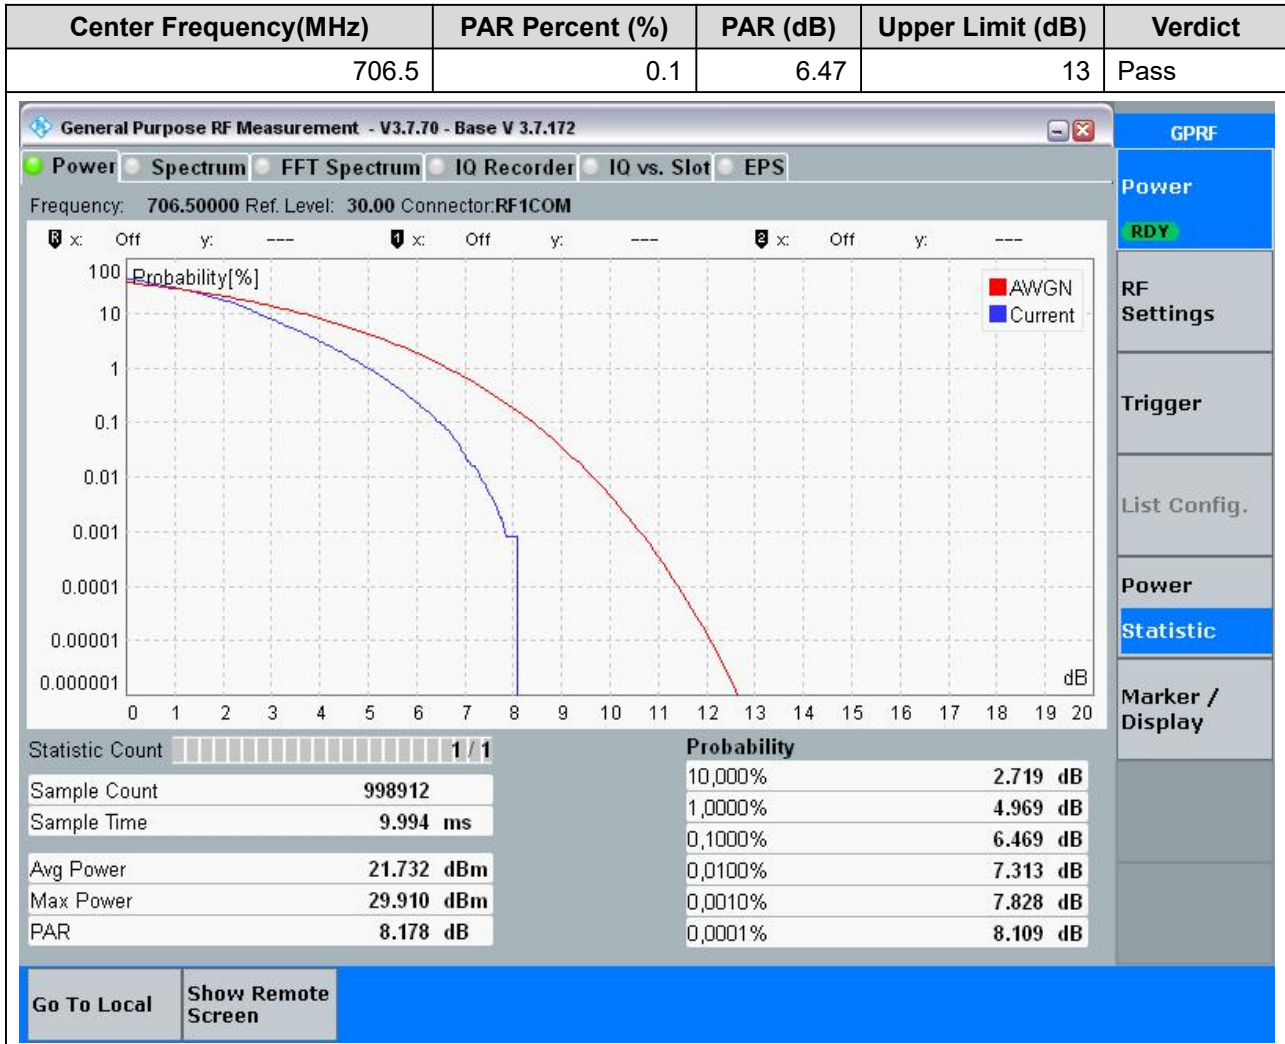 Center Frequency(MHz) PAR Percent (%) PAR (dB) Upper Limit (dB) Verdict
706.5 0.1 6.47 13 Pass
General Purpose RF Measurement - V3.7.70 - Base V 3.7.172
GPRF
Power Spectrum FFT Spectrum IQ Recorder IQ vs. Slot EPS
Frequency: 706.50000 Ref. Level: 30.00 Connector:RF1COM
R x: Off y: --- 1 x: Off y: --- 2 x: Off y: ---
Probability[%]
AWGN
Current
100
10
1
0.1
0.01
0.001
0.0001
0.00001
0.000001
dB
0 1 2 3 4 5 6 7 8 9 10 11 12 13 14 15 16 17 18 19 20
Statistic Count 1 / 1
Sample Count 998912
Sample Time 9.994 ms
Avg Power 21.732 dBm
Max Power 29.910 dBm
PAR 8.178 dB
Probability
10,000% 2.719 dB
1,0000% 4.969 dB
0,1000% 6.469 dB
0,0100% 7.313 dB
0,0010% 7.828 dB
0,0001% 8.109 dB
Power
RDY
RF
Settings
Trigger
List Config.
Power
Statistic
Marker /
Display
Go To Local
Show Remote
Screen